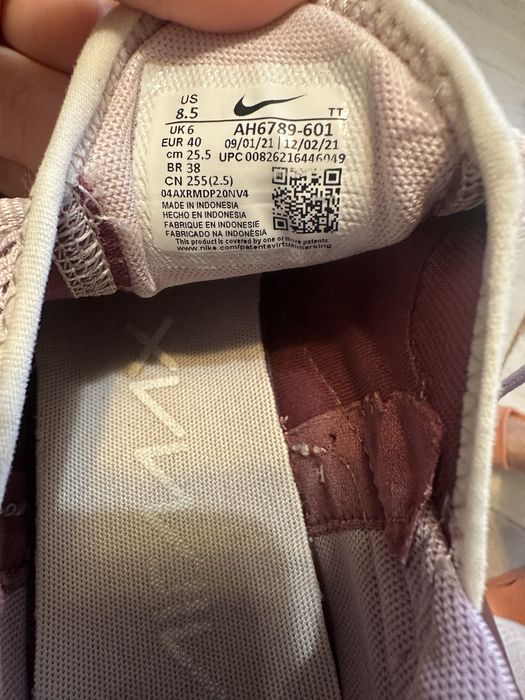 US
8.5
TT
UK 6 AH6789-601
EUR 40 09/01/21 12/02/21
cm 25.5 UPC 00826216446049
BR 38
CN 255(2.5)
04AXRMDP20NV4
MADE IN INDONESIA
HECHO EN INDONESIA
FABRIQUE EN INDONESIE
FABRICADO NA INDONESIA
This product is covered by one or more patents:
www.nike.com/patentsvirtualmarking